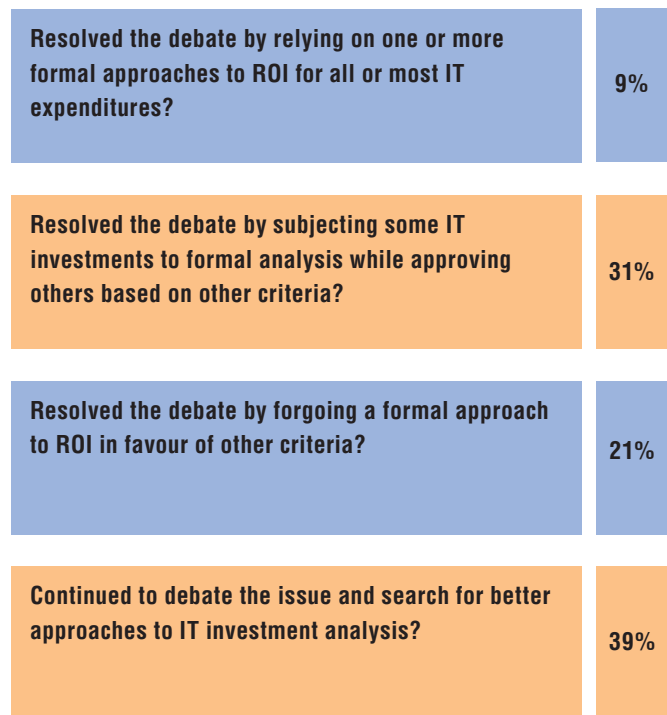 Resolved the debate by relying on one or more
formal approaches to ROI for all or most IT
expenditures?
9%
Resolved the debate by subjecting some IT
investments to formal analysis while approving
others based on other criteria?
31%
Resolved the debate by forgoing a formal approach
to ROI in favour of other criteria?
21%
Continued to debate the issue and search for better
approaches to IT investment analysis?
39%